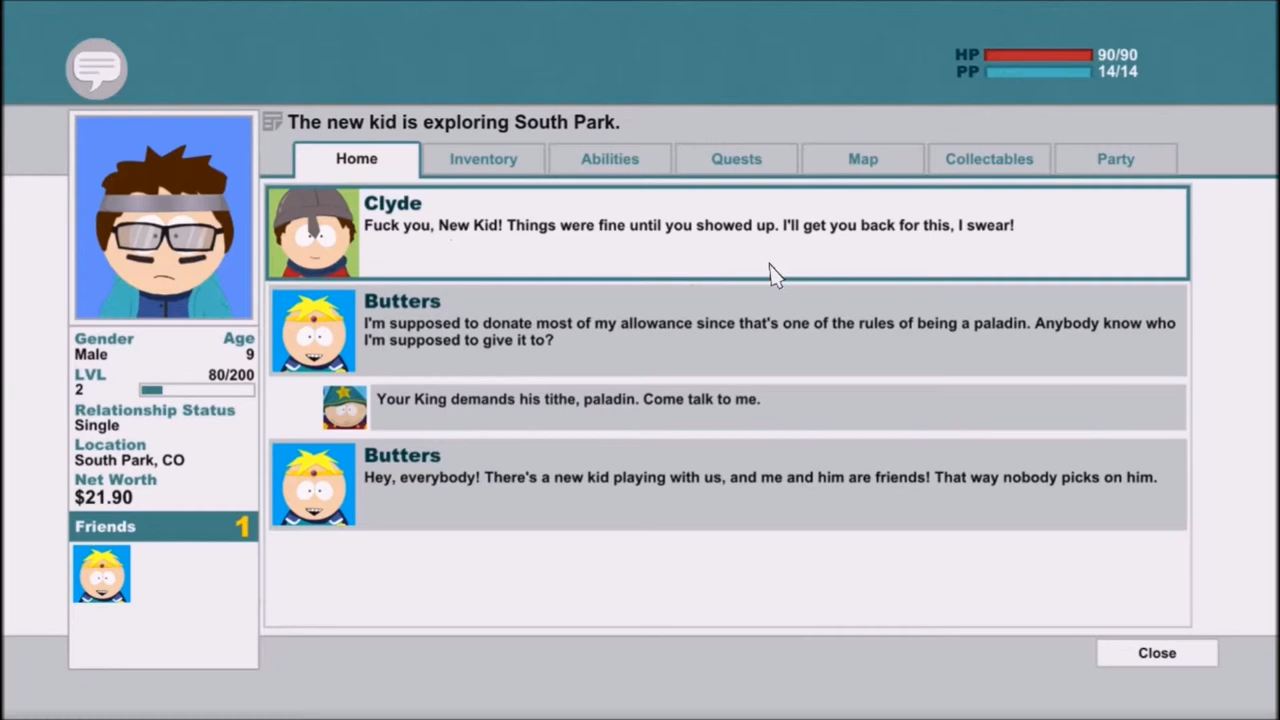 HP 90/90
PP 14/14
The new kid is exploring South Park.
Home Inventory Abilities Quests Map Collectables Party
Clyde
Fuck you, New Kid! Things were fine until you showed up. I'll get you back for this, I swear!
Butters
I'm supposed to donate most of my allowance since that's one of the rules of being a paladin. Anybody know who
I'm supposed to give it to?
Your King demands his tithe, paladin. Come talk to me.
Butters
Hey, everybody! There's a new kid playing with us, and me and him are friends! That way nobody picks on him.
Gender Age
Male 9
LVL 80/200
2
Relationship Status
Single
Location
South Park, CO
Net Worth
$21.90
Friends 1
Close